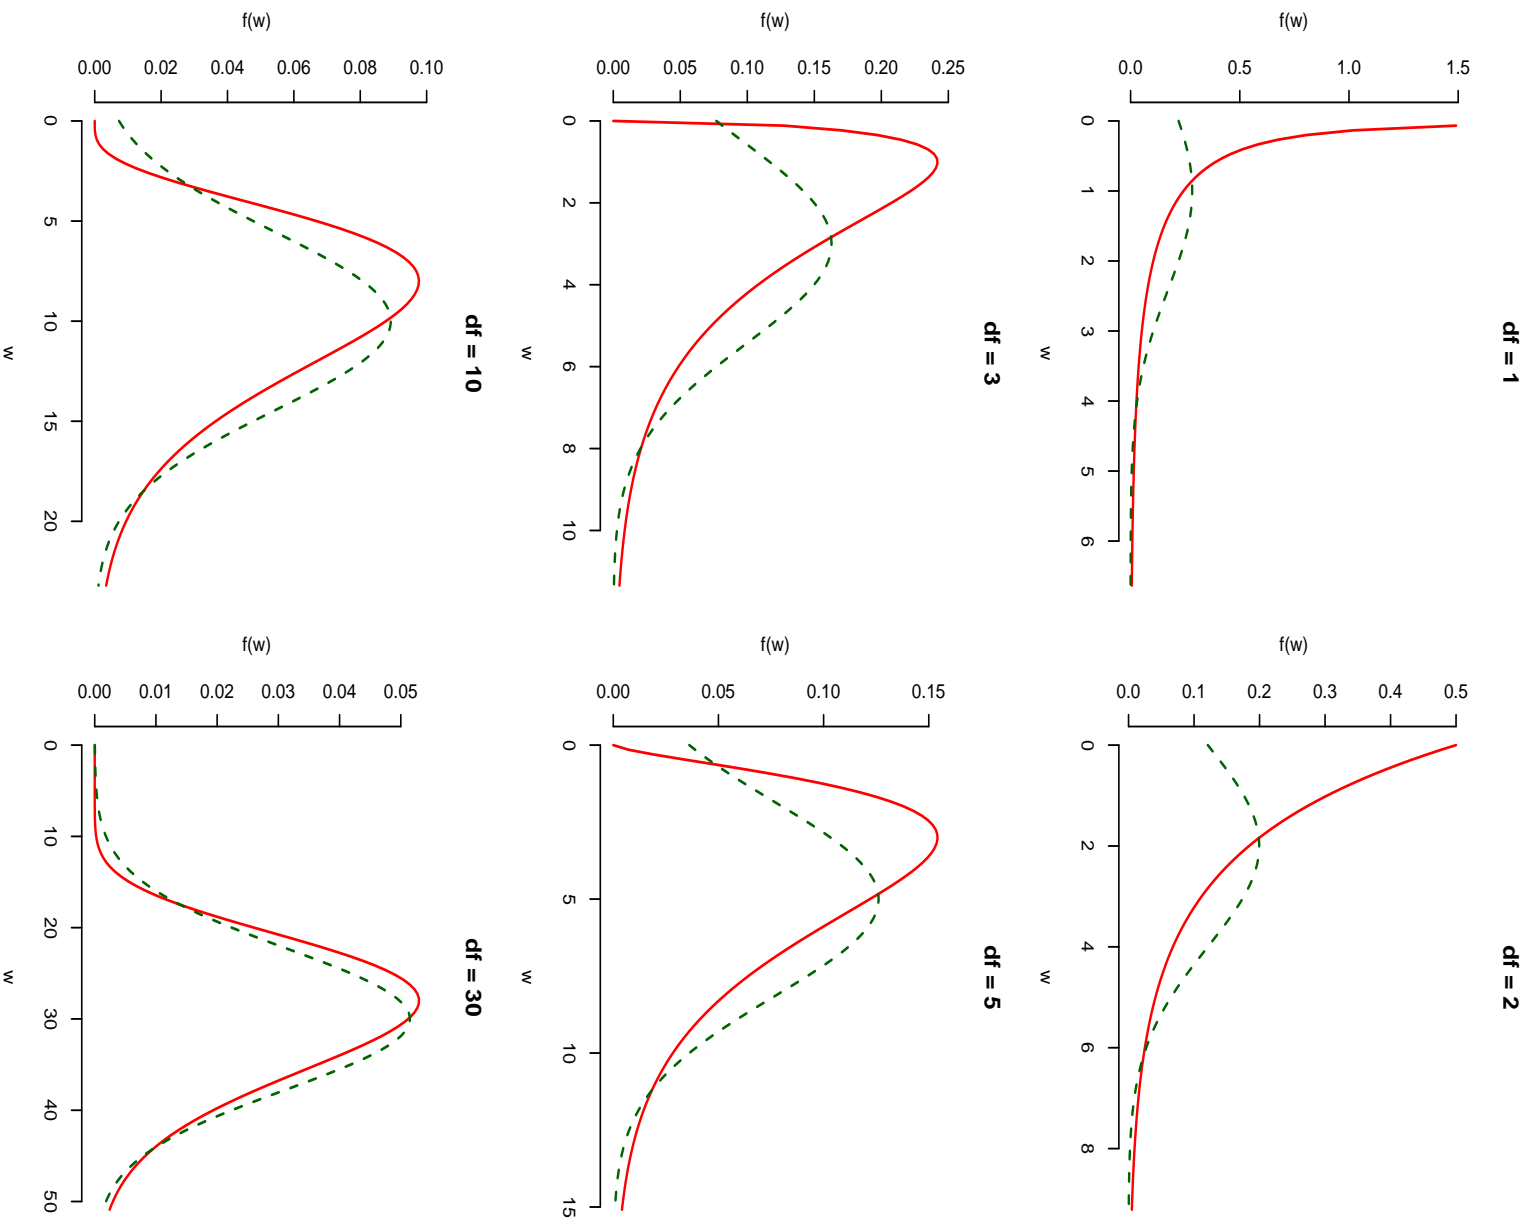 df = 1
f(w)
0.0 0.5 1.0 1.5
0 1 2 3 4 5 6
w
df = 2
f(w)
0.0 0.1 0.2 0.3 0.4 0.5
0 2 4 6 8
w
df = 3
f(w)
0.00 0.05 0.10 0.15 0.20 0.25
0 2 4 6 8 10
w
df = 5
f(w)
0.00 0.05 0.10 0.15
0 5 10 15
w
df = 10
f(w)
0.00 0.02 0.04 0.06 0.08 0.10
0 5 10 15 20
w
df = 30
f(w)
0.00 0.01 0.02 0.03 0.04 0.05
0 10 20 30 40 50
w